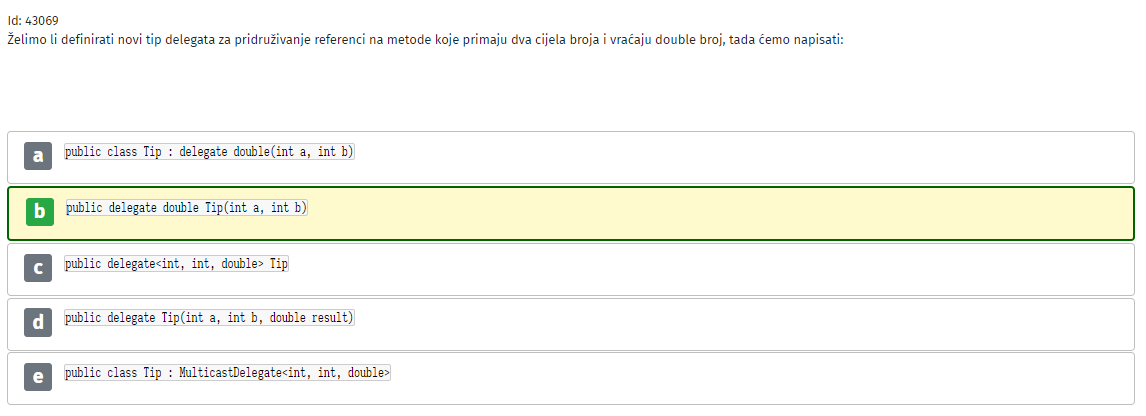 Id: 43069
Želimo li definirati novi tip delegata za pridruživanje referenci na metode koje primaju dva cijela broja i vraćaju double broj, tada ćemo napisati:
a public class Tip : delegate double(int a, int b)
b public delegate double Tip(int a, int b)
c public delegate<int, int, double> Tip
d public delegate Tip(int a, int b, double result)
e public class Tip : MulticastDelegate<int, int, double>